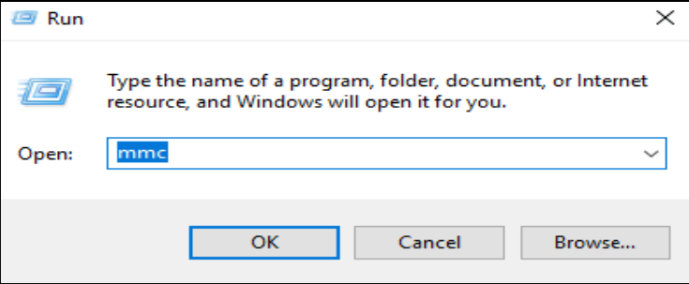 Run
Type the name of a program, folder, document, or Internet
resource, and Windows will open it for you.
Open: mmc
OK Cancel Browse...